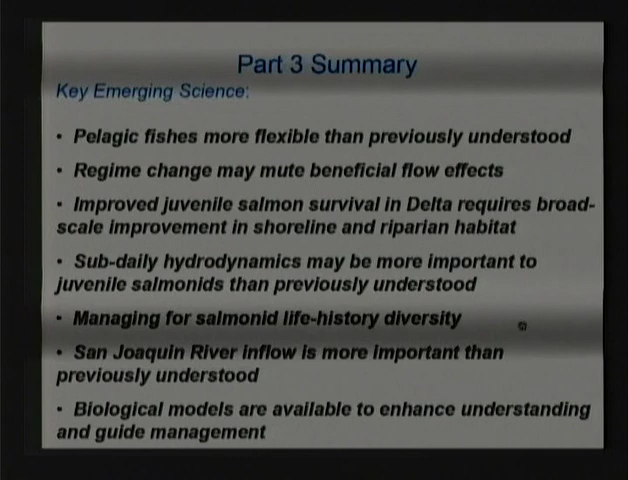 Part 3 Summary
Key Emerging Science:
• Pelagic fishes more flexible than previously understood
• Regime change may mute beneficial flow effects
• Improved juvenile salmon survival in Delta requires broad-
scale improvement in shoreline and riparian habitat
• Sub-daily hydrodynamics may be more important to
juvenile salmonids than previously understood
• Managing for salmonid life-history diversity
• San Joaquin River inflow is more important than
previously understood
• Biological models are available to enhance understanding
and guide management